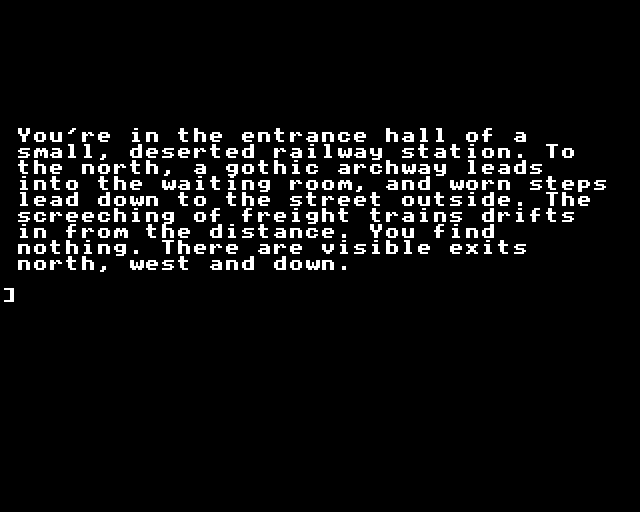 You're in the entrance hall of a
small, deserted railway station. To
the north, a gothic archway leads
into the waiting room, and worn steps
lead down to the street outside. The
screeching of freight trains drifts
in from the distance. You find
nothing. There are visible exits
north, west and down.
]